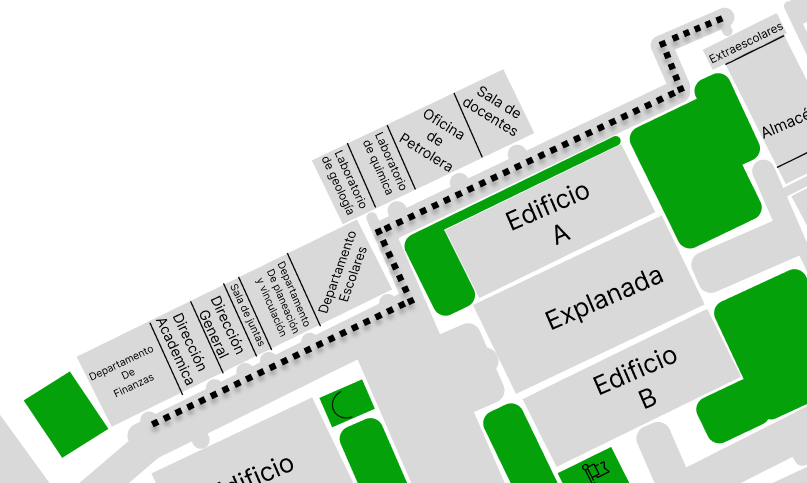 Extraescolares
Almacé
Sala de
docentes
Oficina
de
Petrolera
Laboratorio
de química
Laboratorio
de geología
Edificio
A
Departamento
Escolares
Departamento
De planeación
y vinculación
Sala de juntas
Dirección
General
Dirección
Academica
Departamento
De
Finanzas
Explanada
Edificio
B
dificio